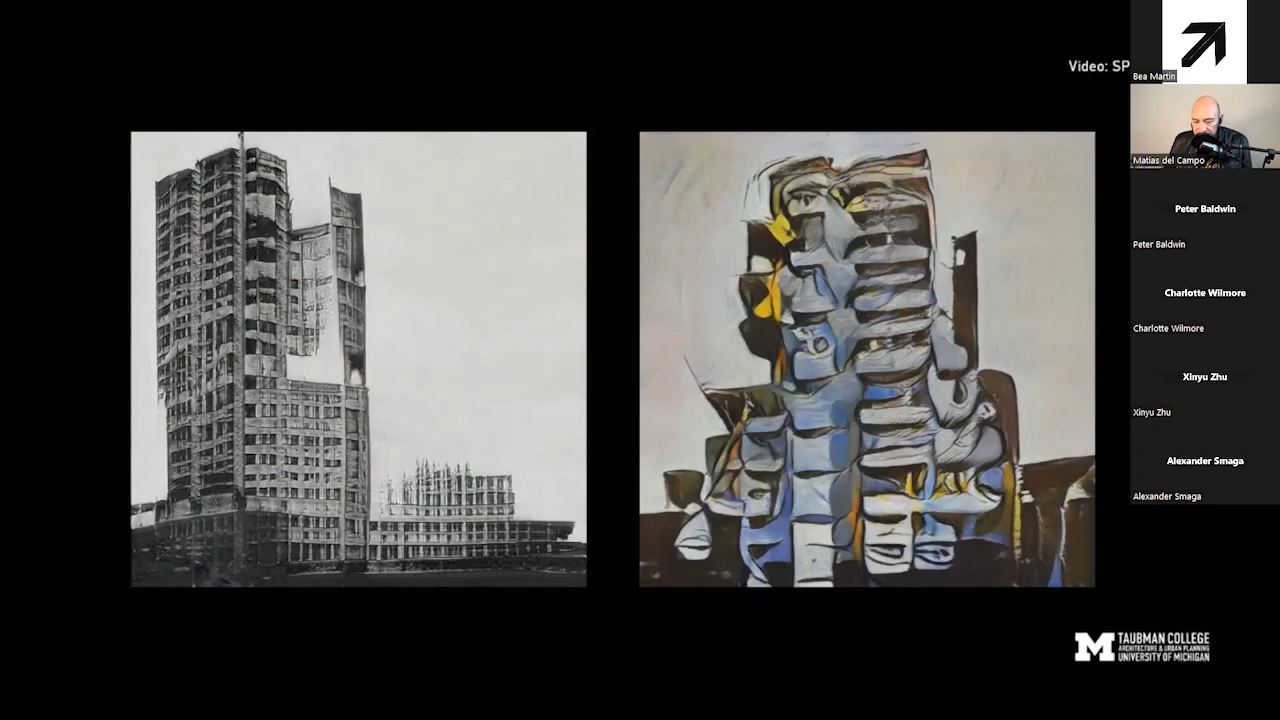 Video: SP
Bea Martin
Matias del Campo
Peter Baldwin
Peter Baldwin
Charlotte Wilmore
Charlotte Wilmore
Xinyu Zhu
Xinyu Zhu
Alexander Smaga
Alexander Smaga
M TAUBMAN COLLEGE
ARCHITECTURE & URBAN PLANNING
UNIVERSITY OF MICHIGAN